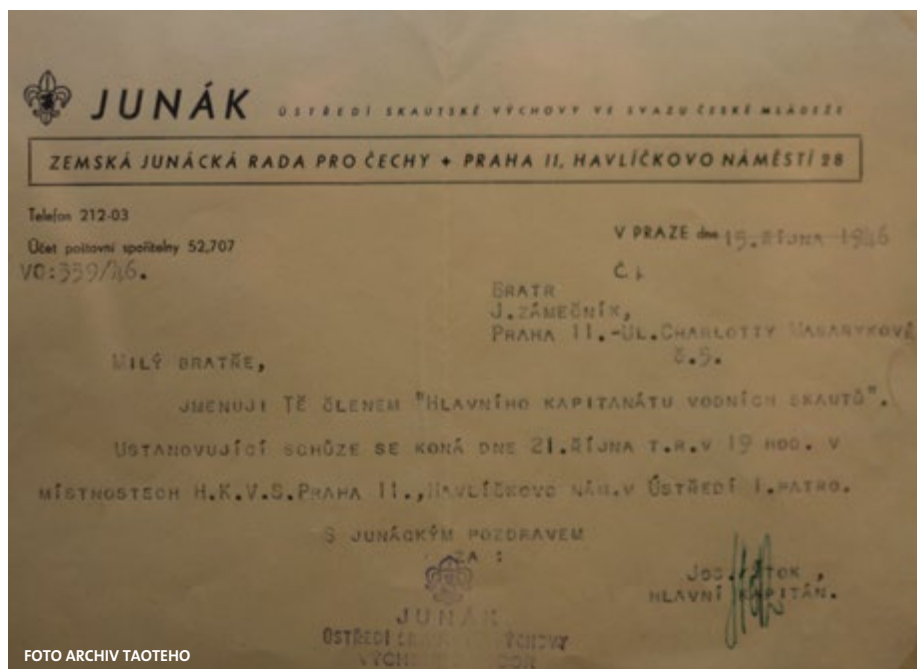 JUNÁK ÚSTŘEDÍ SKAUTSKÉ VÝCHOVY VE SVAZU ČESKÉ MLÁDEŽE
ZEMSKÁ JUNÁCKÁ RADA PRO ČECHY + PRAHA II, HAVLÍČKOVO NÁMĚSTÍ 28
Telefon 212-03
Účet poštovní spořitelny 52,707
VO:359/46.
V PRAZE dne 15.ŘÍJNA 1946
Č.
BRATR
J.ZÁMEČNÍK,
PRAHA II.-UL.CHARLOTTY MASARYKOVÉ
Č.5.
MILÝ BRATŘE,
JMENUJI TĚ ČLENEM "HLAVNÍHO KAPITANÁTU VODNÍCH SKAUTŮ".
USTANOVUJÍCÍ SCHŮZE SE KONÁ DNE 21.ŘÍJNA T.R.V 19 HOD. V
MÍSTNOSTECH H.K.V.S.PRAHA II.,HAVLÍČKOVO NÁM.V ÚSTŘEDÍ I.PATRO.
S JUNÁCKÝM POZDRAVEM
ZA :
JOS.
HLAVNÍ KAPITÁN.
JUNÁK
ÚSTŘEDÍ VÝCHOVY
FOTO ARCHIV TAOTEHO